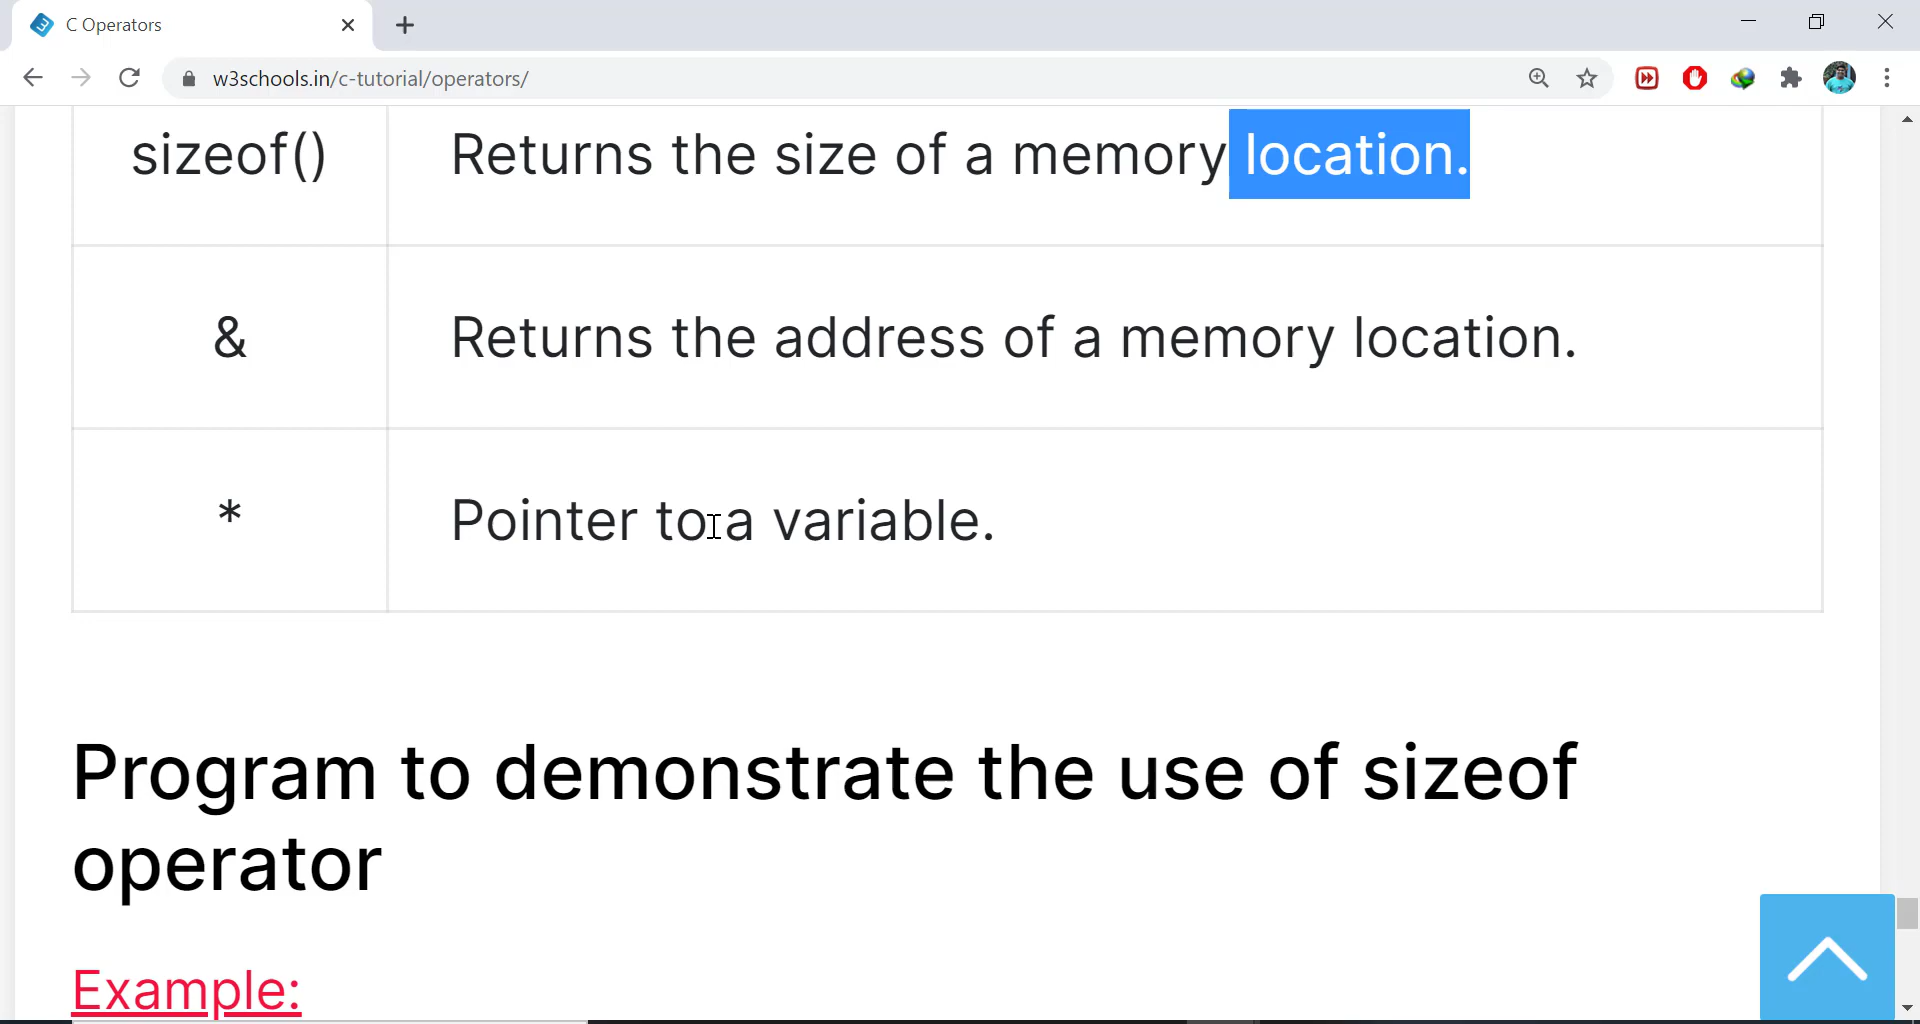 C Operators
w3schools.in/c-tutorial/operators/
sizeof() Returns the size of a memory location.
& Returns the address of a memory location.
* Pointer to a variable.
Program to demonstrate the use of sizeof
operator
Example: